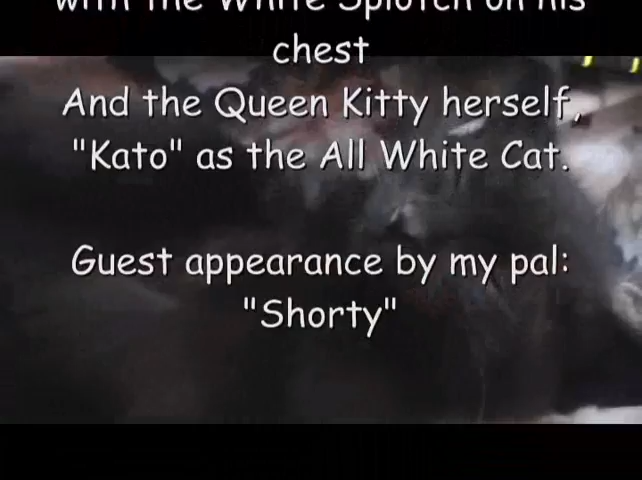 with the White Splotch on his
chest
And the Queen Kitty herself,
"Kato" as the All White Cat.
Guest appearance by my pal:
"Shorty"